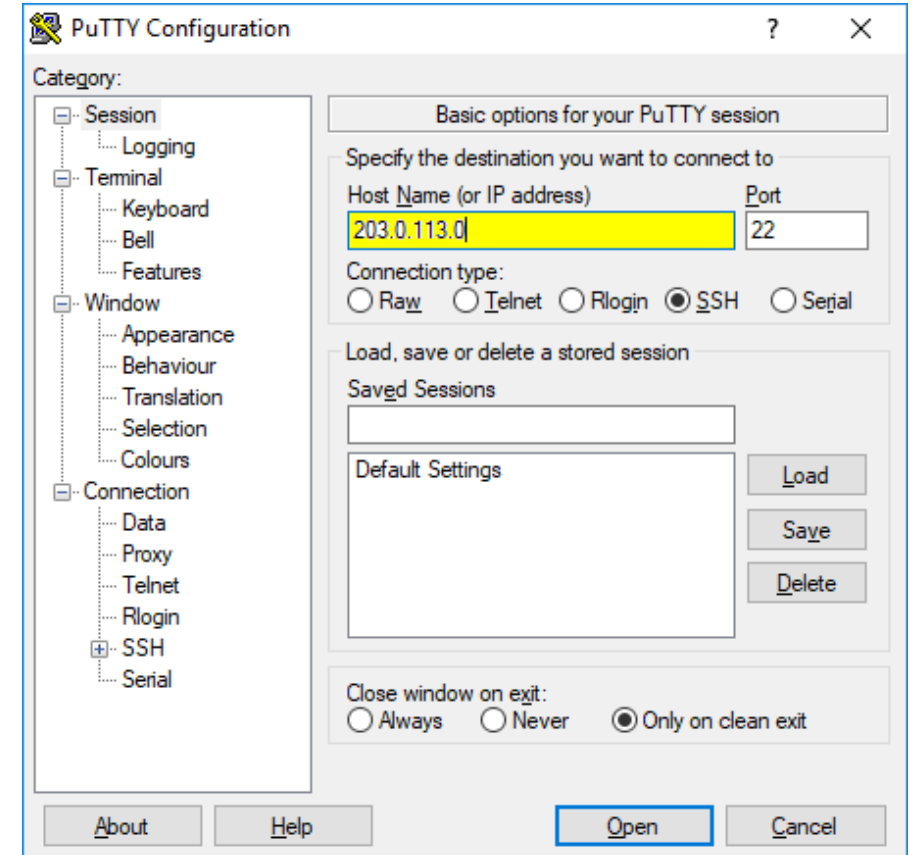 PuTTY Configuration
?
Category:
Session
Logging
Terminal
Keyboard
Bell
Features
Window
Appearance
Behaviour
Translation
Selection
Colours
Connection
Data
Proxy
Telnet
Rlogin
SSH
Serial
Basic options for your PuTTY session
Specify the destination you want to connect to
Host Name (or IP address) Port
203.0.113.0 22
Connection type:
Raw Telnet Rlogin SSH Serial
Load, save or delete a stored session
Saved Sessions
Default Settings
Load
Save
Delete
Close window on exit:
Always Never Only on clean exit
About Help Open Cancel